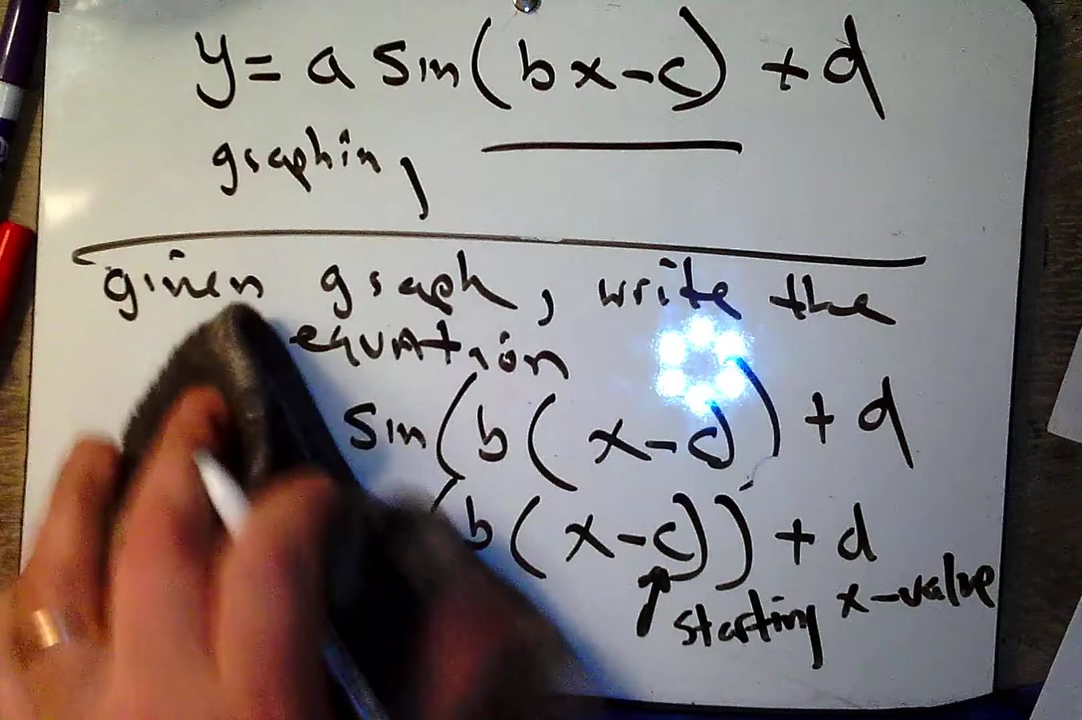 y = a sin(bx - c) + d
graphing
given graph, write the
equation
sin(b(x - c)) + d
(b(x - c)) + d
starting x-value